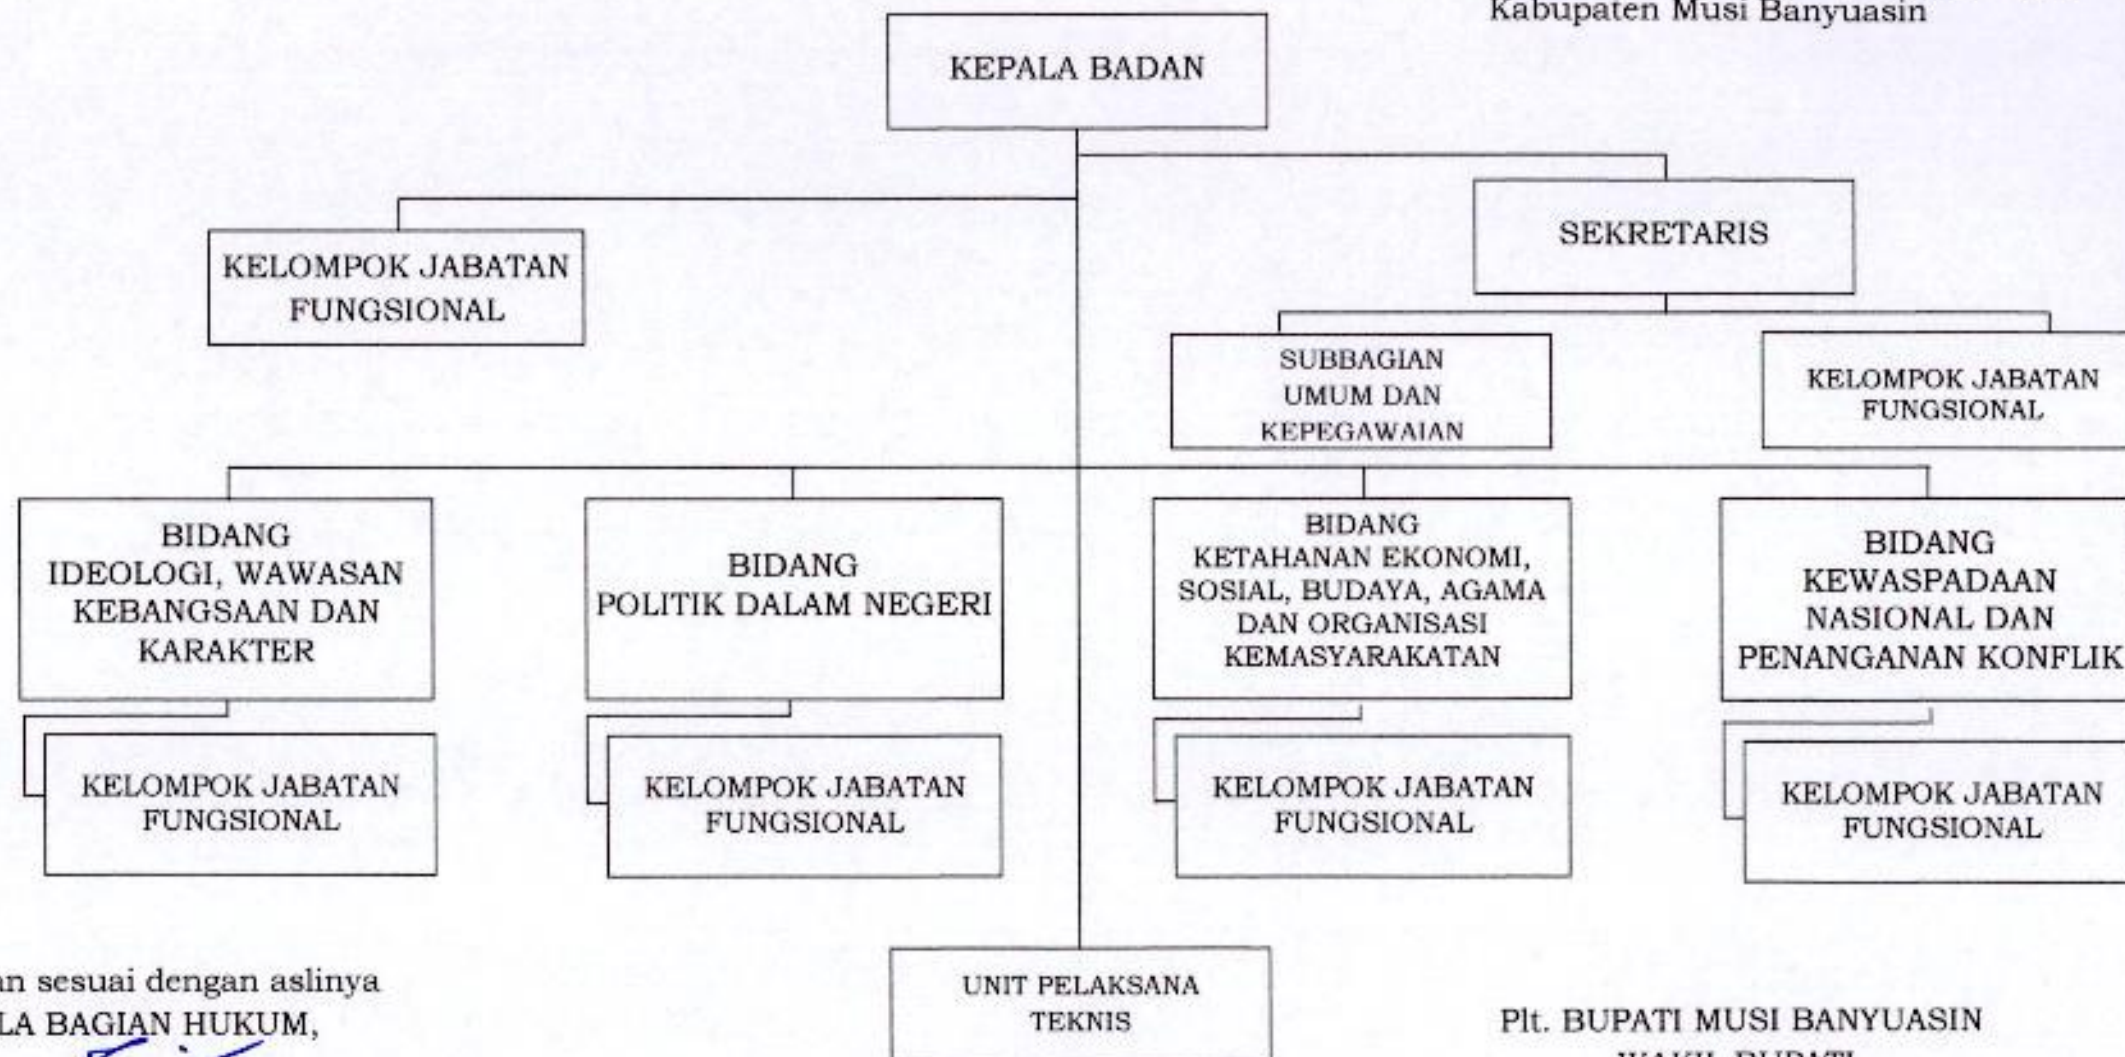 Kabupaten Musi Banyuasin
KEPALA BADAN
SEKRETARIS
KELOMPOK JABATAN
FUNGSIONAL
SUBBAGIAN
UMUM DAN
KEPEGAWAIAN
KELOMPOK JABATAN
FUNGSIONAL
BIDANG
IDEOLOGI, WAWASAN
KEBANGSAAN DAN
KARAKTER
BIDANG
POLITIK DALAM NEGERI
BIDANG
KETAHANAN EKONOMI,
SOSIAL, BUDAYA, AGAMA
DAN ORGANISASI
KEMASYARAKATAN
BIDANG
KEWASPADAAN
NASIONAL DAN
PENANGANAN KONFLIK
KELOMPOK JABATAN
FUNGSIONAL
KELOMPOK JABATAN
FUNGSIONAL
KELOMPOK JABATAN
FUNGSIONAL
KELOMPOK JABATAN
FUNGSIONAL
sesuai dengan aslinya
BAGIAN HUKUM,
UNIT PELAKSANA
TEKNIS
Plt. BUPATI MUSI BANYUASIN
WAKIL BUPATI